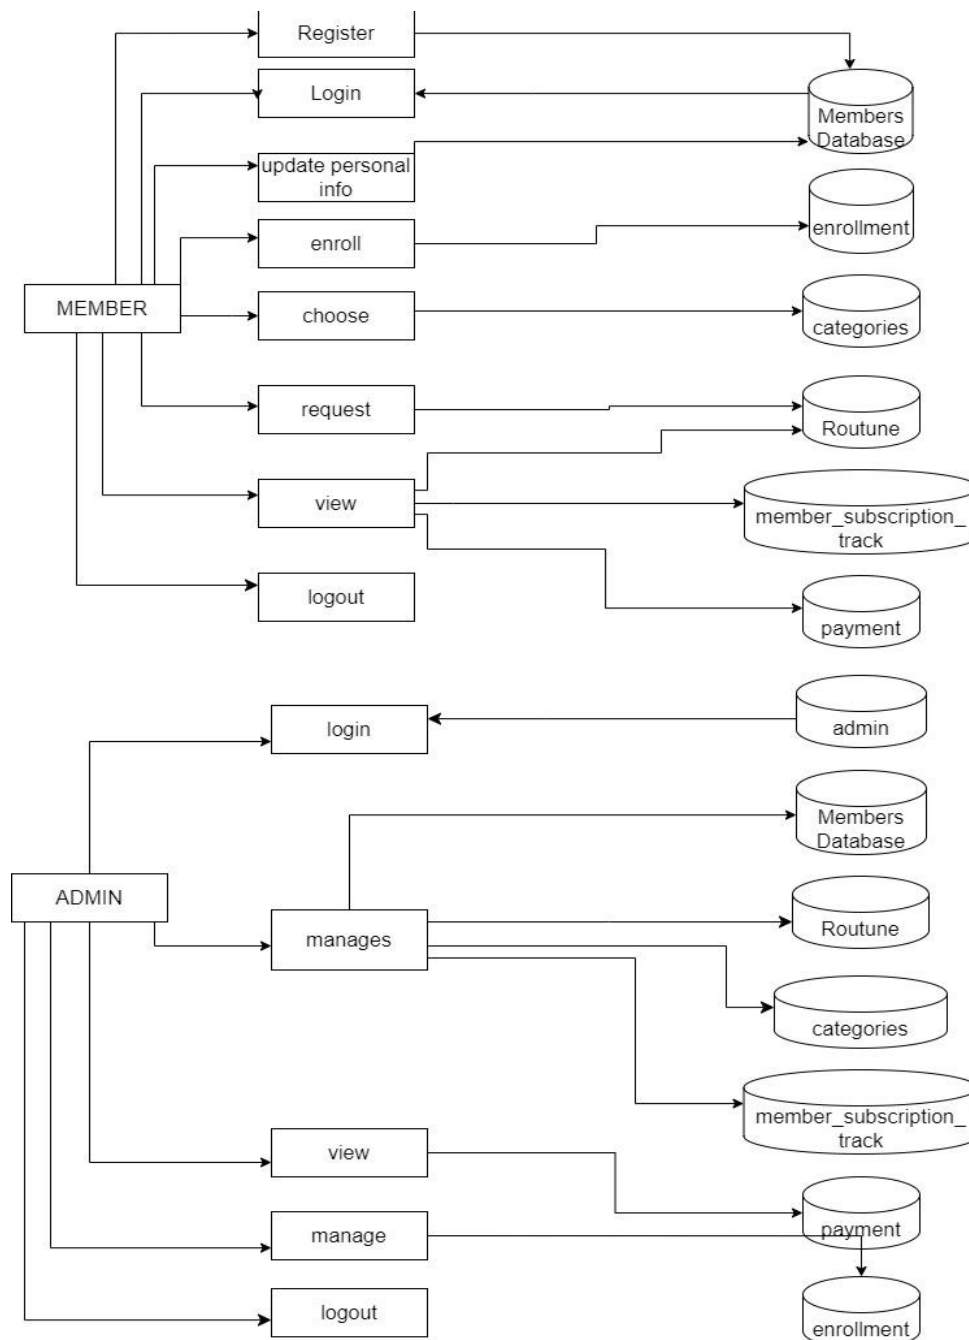 Register
Login
Members
Database
update personal
info
enroll
enrollment
MEMBER
choose
categories
request
Routune
view
member_subscription_
track
logout
payment
login
admin
Members
Database
ADMIN
manages
Routune
categories
member_subscription_
track
view
payment
manage
logout
enrollment